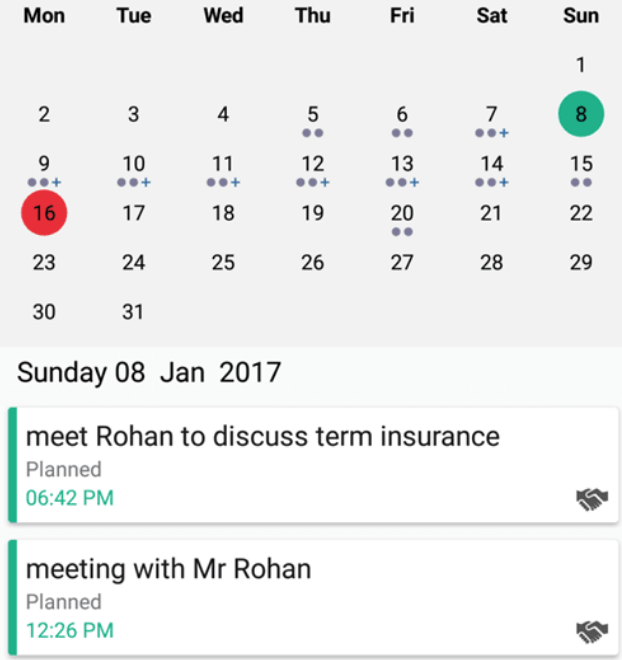 Mon Tue Wed Thu Fri Sat Sun
1
2 3 4 5 6 7 8
9 10 11 12 13 14 15
16 17 18 19 20 21 22
23 24 25 26 27 28 29
30 31
Sunday 08 Jan 2017
meet Rohan to discuss term insurance
Planned
06:42 PM
meeting with Mr Rohan
Planned
12:26 PM